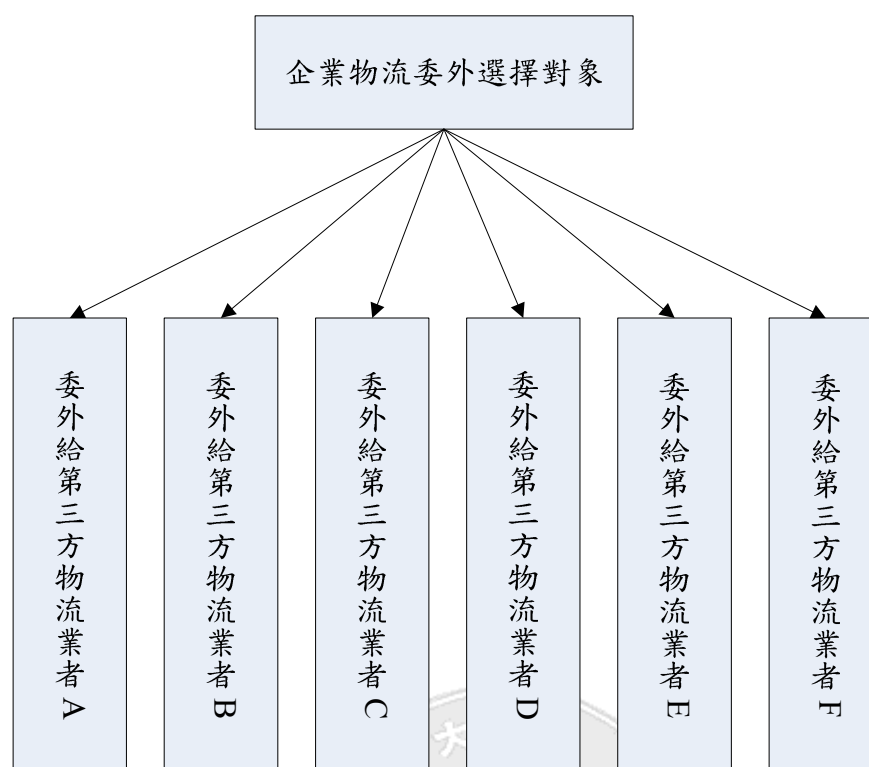 企業物流委外選擇對象
委外給第三方物流業者A
委外給第三方物流業者B
委外給第三方物流業者C
委外給第三方物流業者D
委外給第三方物流業者E
委外給第三方物流業者F
大